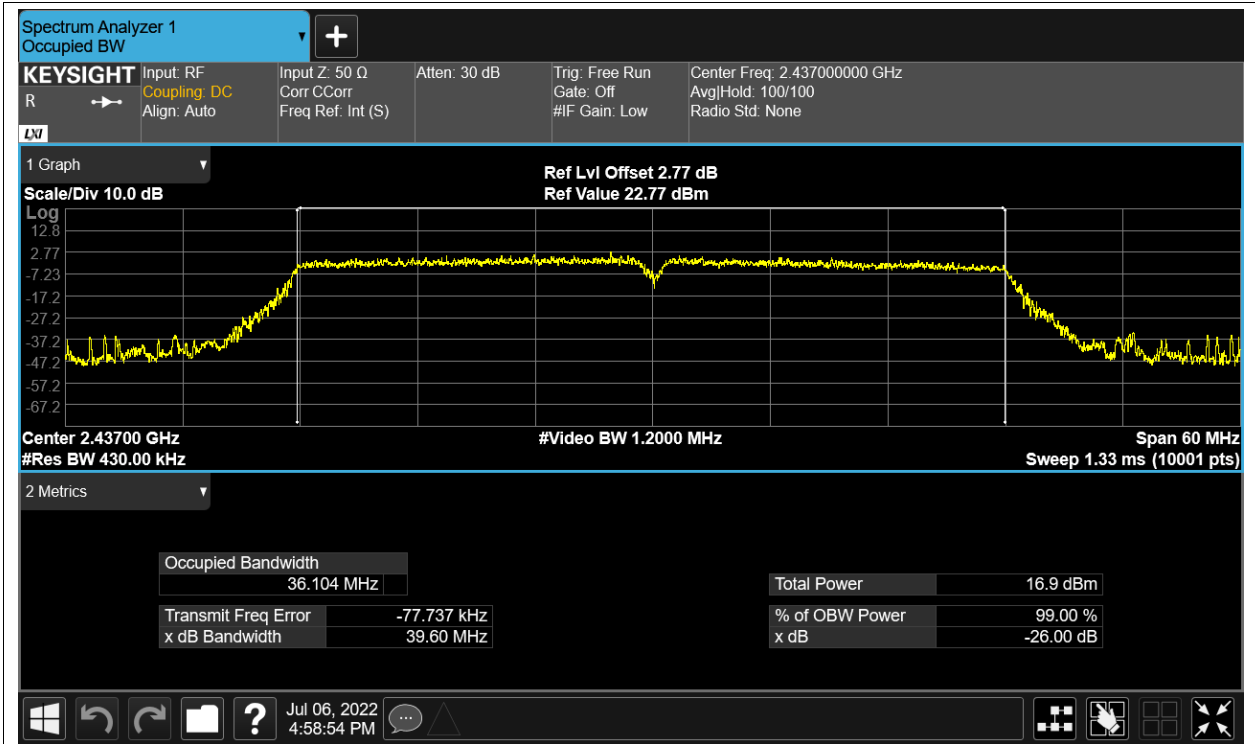 Spectrum Analyzer 1
Occupied BW
KEYSIGHT
R
LXI
Input: RF
Coupling: DC
Align: Auto
Input Z: 50 Ω
Corr CCorr
Freq Ref: Int (S)
Atten: 30 dB
Trig: Free Run
Gate: Off
#IF Gain: Low
Center Freq: 2.437000000 GHz
Avg|Hold: 100/100
Radio Std: None
1 Graph
Scale/Div 10.0 dB
Ref Lvl Offset 2.77 dB
Ref Value 22.77 dBm
Log
12.8
2.77
-7.23
-17.2
-27.2
-37.2
-47.2
-57.2
-67.2
Center 2.43700 GHz
#Video BW 1.2000 MHz
Span 60 MHz
#Res BW 430.00 kHz
Sweep 1.33 ms (10001 pts)
2 Metrics
Occupied Bandwidth
36.104 MHz
Transmit Freq Error -77.737 kHz
x dB Bandwidth 39.60 MHz
Total Power 16.9 dBm
% of OBW Power 99.00 %
x dB -26.00 dB
?
Jul 06, 2022
4:58:54 PM